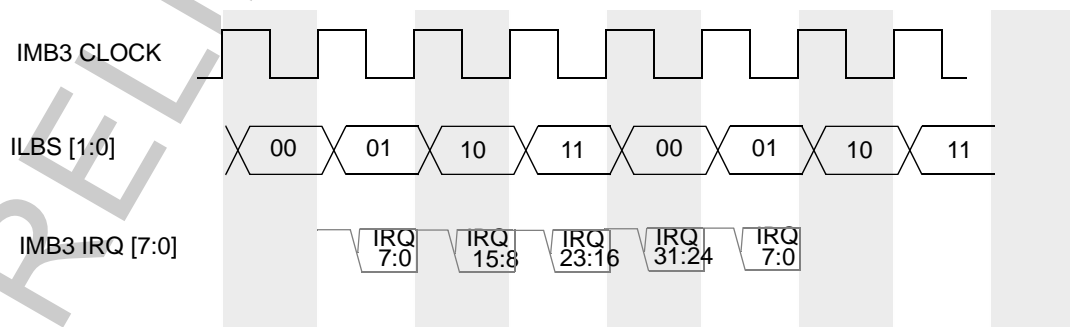 IMB3 CLOCK
ILBS [1:0] 00 01 10 11 00 01 10 11
IMB3 IRQ [7:0] IRQ 7:0 IRQ 15:8 IRQ 23:16 IRQ 31:24 IRQ 7:0
REL